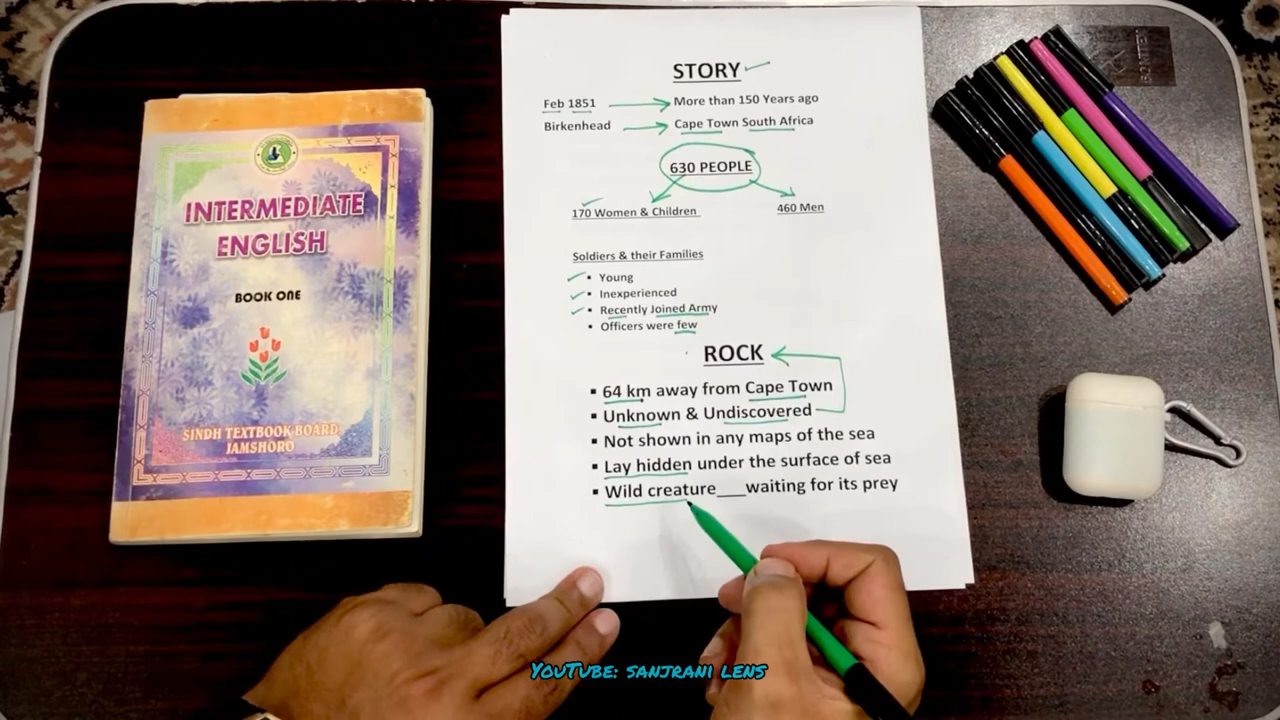 INTERMEDIATE
ENGLISH
BOOK ONE
SINDH TEXTBOOK BOARD,
JAMSHORO
STORY
Feb 1851 → More than 150 Years ago
Birkenhead → Cape Town South Africa
630 PEOPLE
170 Women & Children
460 Men
Soldiers & their Families
▪ Young
▪ Inexperienced
▪ Recently Joined Army
▪ Officers were few
ROCK
▪ 64 km away from Cape Town
▪ Unknown & Undiscovered
▪ Not shown in any maps of the sea
▪ Lay hidden under the surface of sea
▪ Wild creature___waiting for its prey
YouTube: sanjrani lens